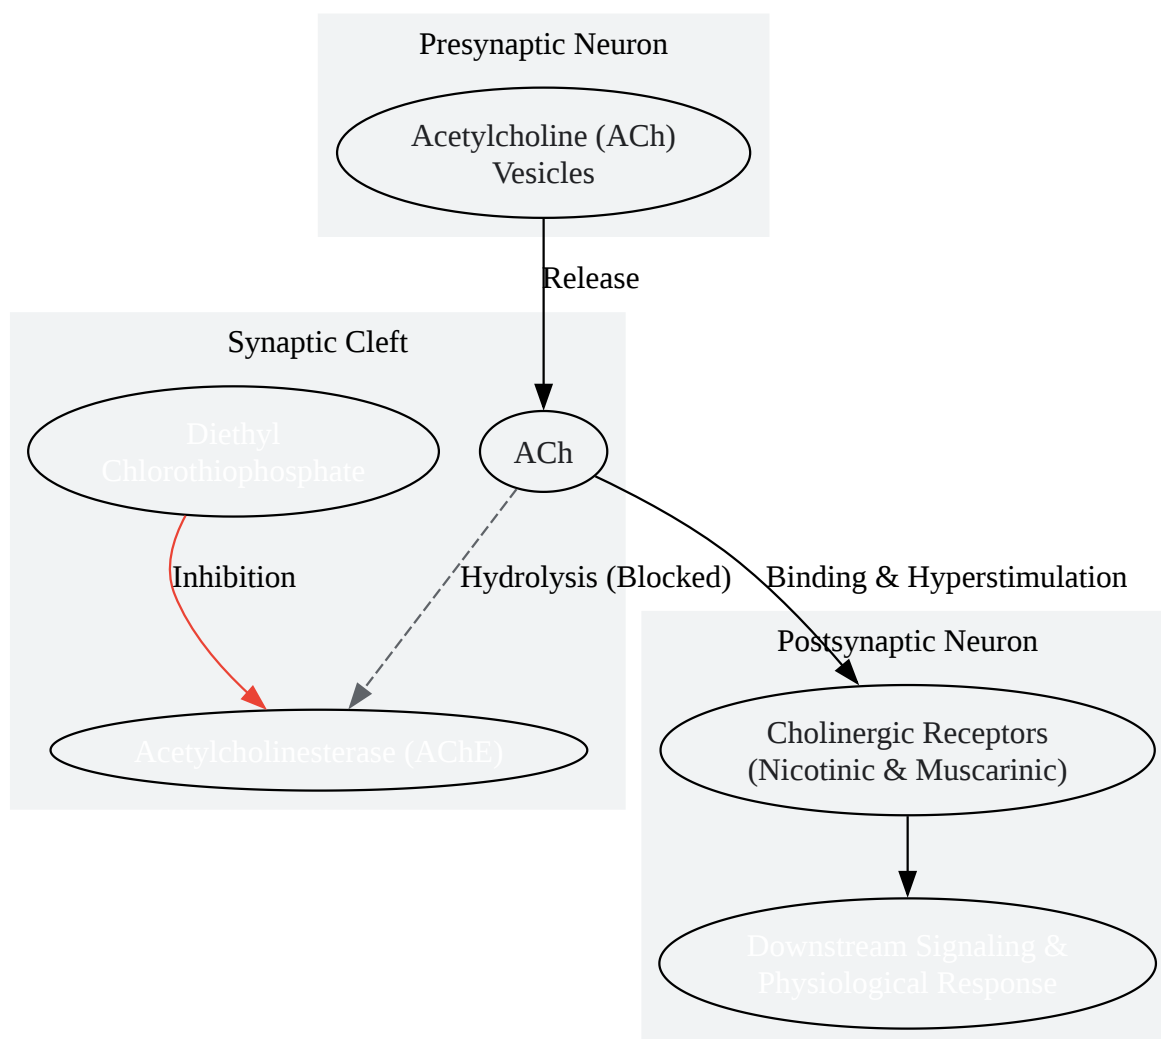 Presynaptic Neuron
Acetylcholine (ACh)
Vesicles
Release
Synaptic Cleft
Diethyl
Chlorothiophosphate
ACh
Inhibition
Hydrolysis (Blocked)
Binding & Hyperstimulation
Postsynaptic Neuron
Acetylcholinesterase (AChE)
Cholinergic Receptors
(Nicotinic & Muscarinic)
Downstream Signaling &
Physiological Response